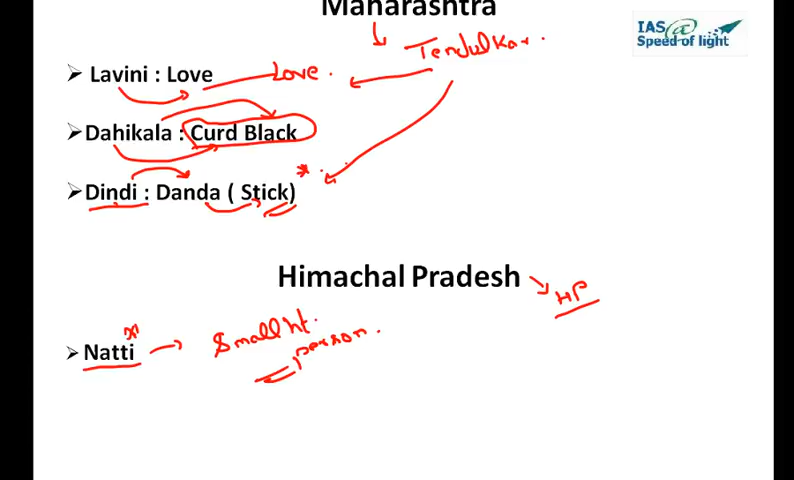 Maharashtra
IAS@
Speed of light
Tendulkar.
➢ Lavini : Love
Love.
➢ Dahikala : Curd Black
➢ Dindi : Danda ( Stick)
Himachal Pradesh
HP
➢ Natti
Small ht.
person.